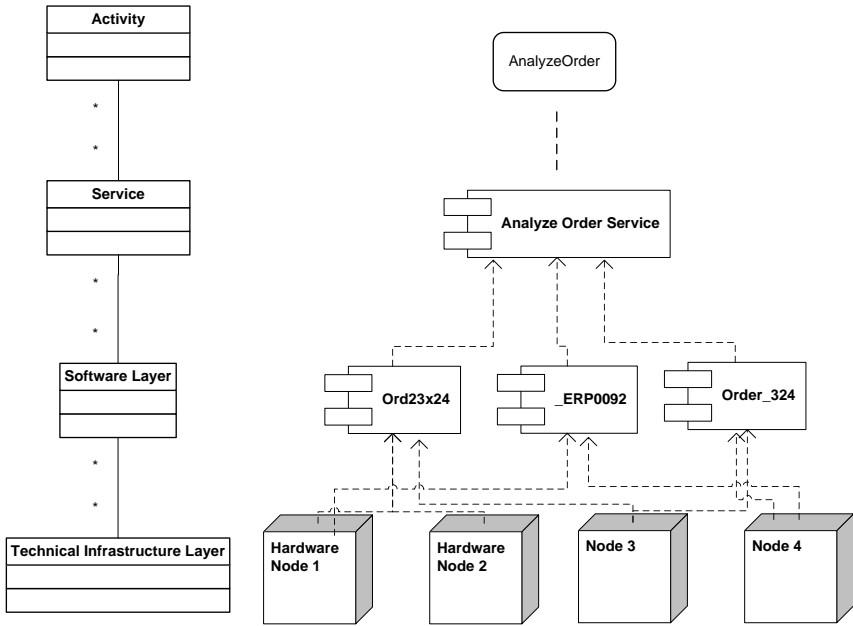 Activity
*
*
Service
*
*
Software Layer
*
*
Technical Infrastructure Layer
AnalyzeOrder
Analyze Order Service
Ord23x24
_ERP0092
Order_324
Hardware
Node 1
Hardware
Node 2
Node 3
Node 4